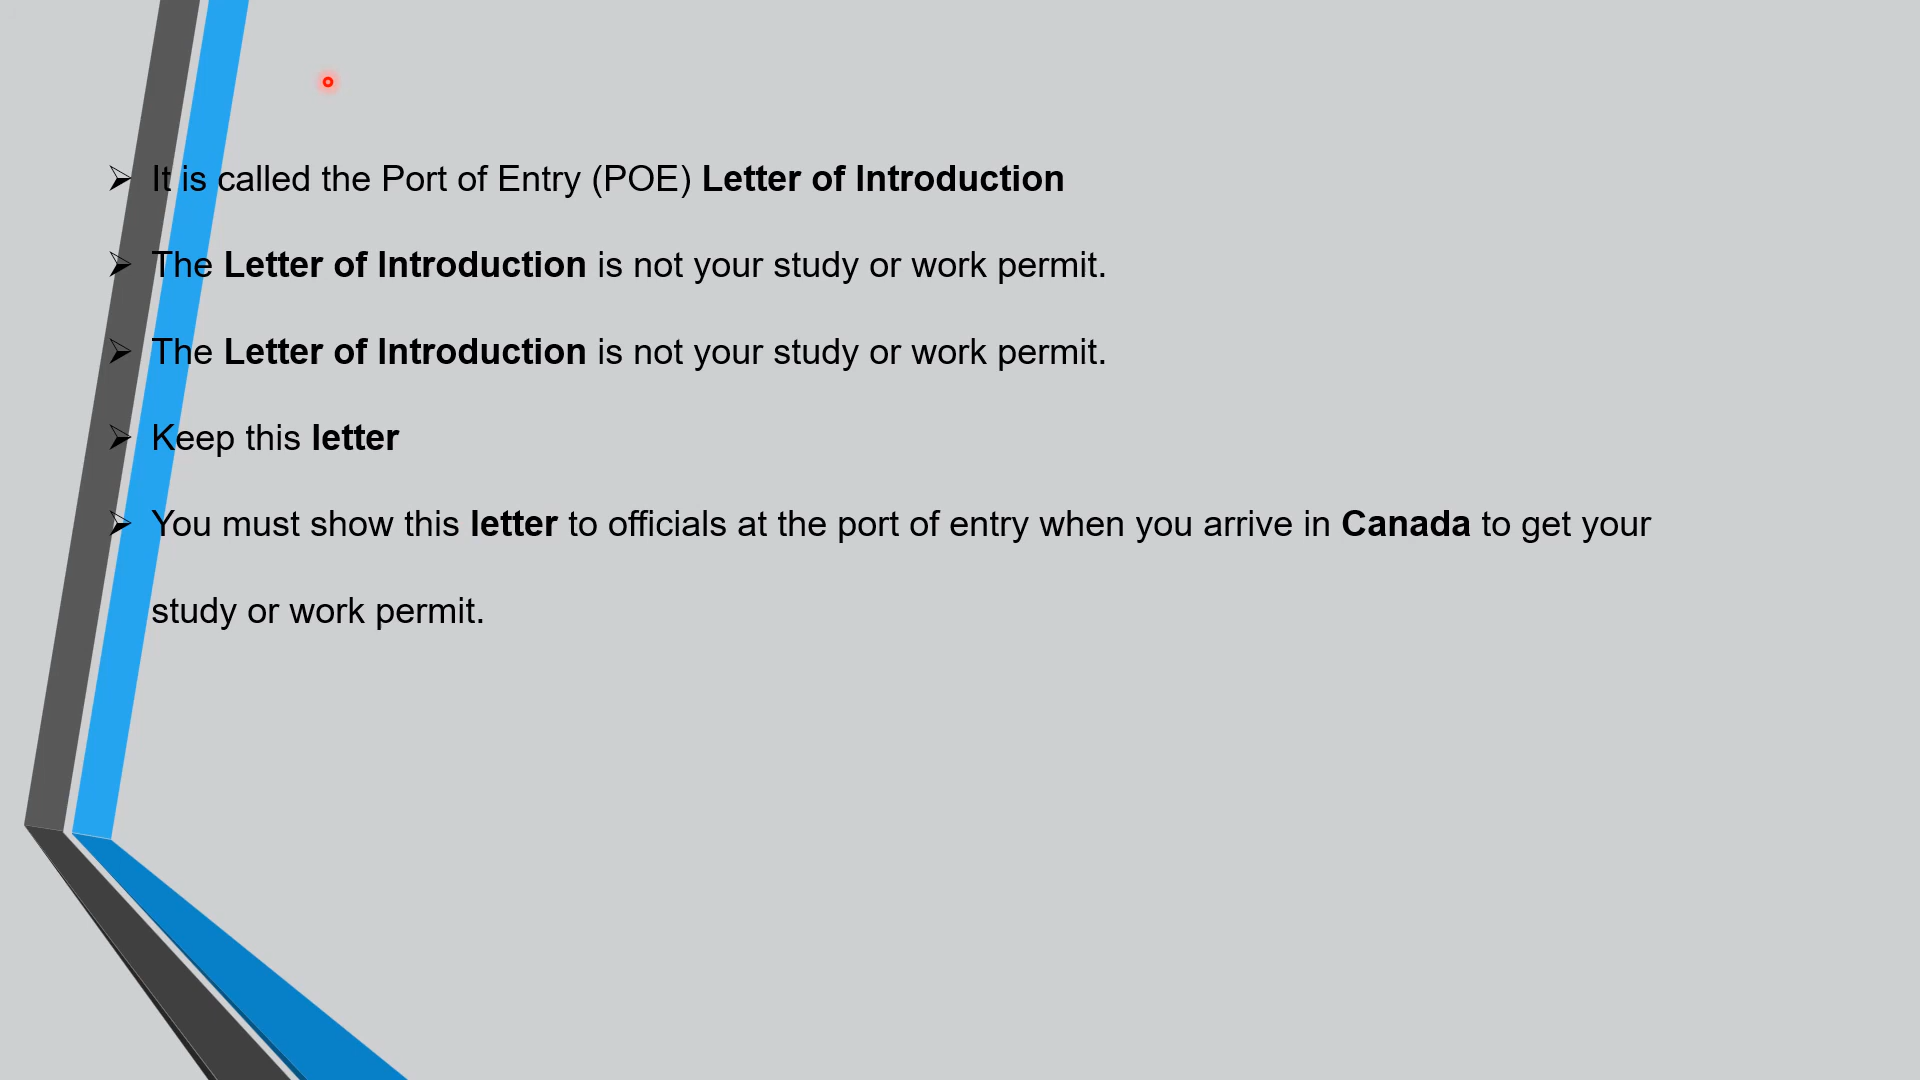 It is called the Port of Entry (POE) Letter of Introduction
The Letter of Introduction is not your study or work permit.
The Letter of Introduction is not your study or work permit.
Keep this letter
You must show this letter to officials at the port of entry when you arrive in Canada to get your
study or work permit.